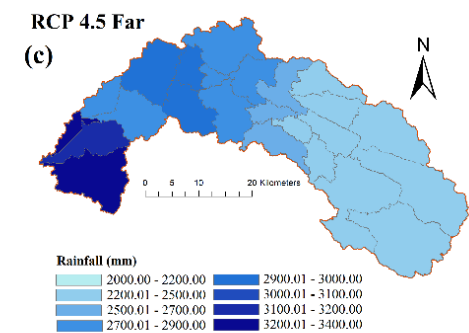 RCP 4.5 Far
(c)
N
0 5 10 20 Kilometers
Rainfall (mm)
2000.00 - 2200.00
2200.01 - 2500.00
2500.01 - 2700.00
2700.01 - 2900.00
2900.01 - 3000.00
3000.01 - 3100.00
3100.01 - 3200.00
3200.01 - 3400.00